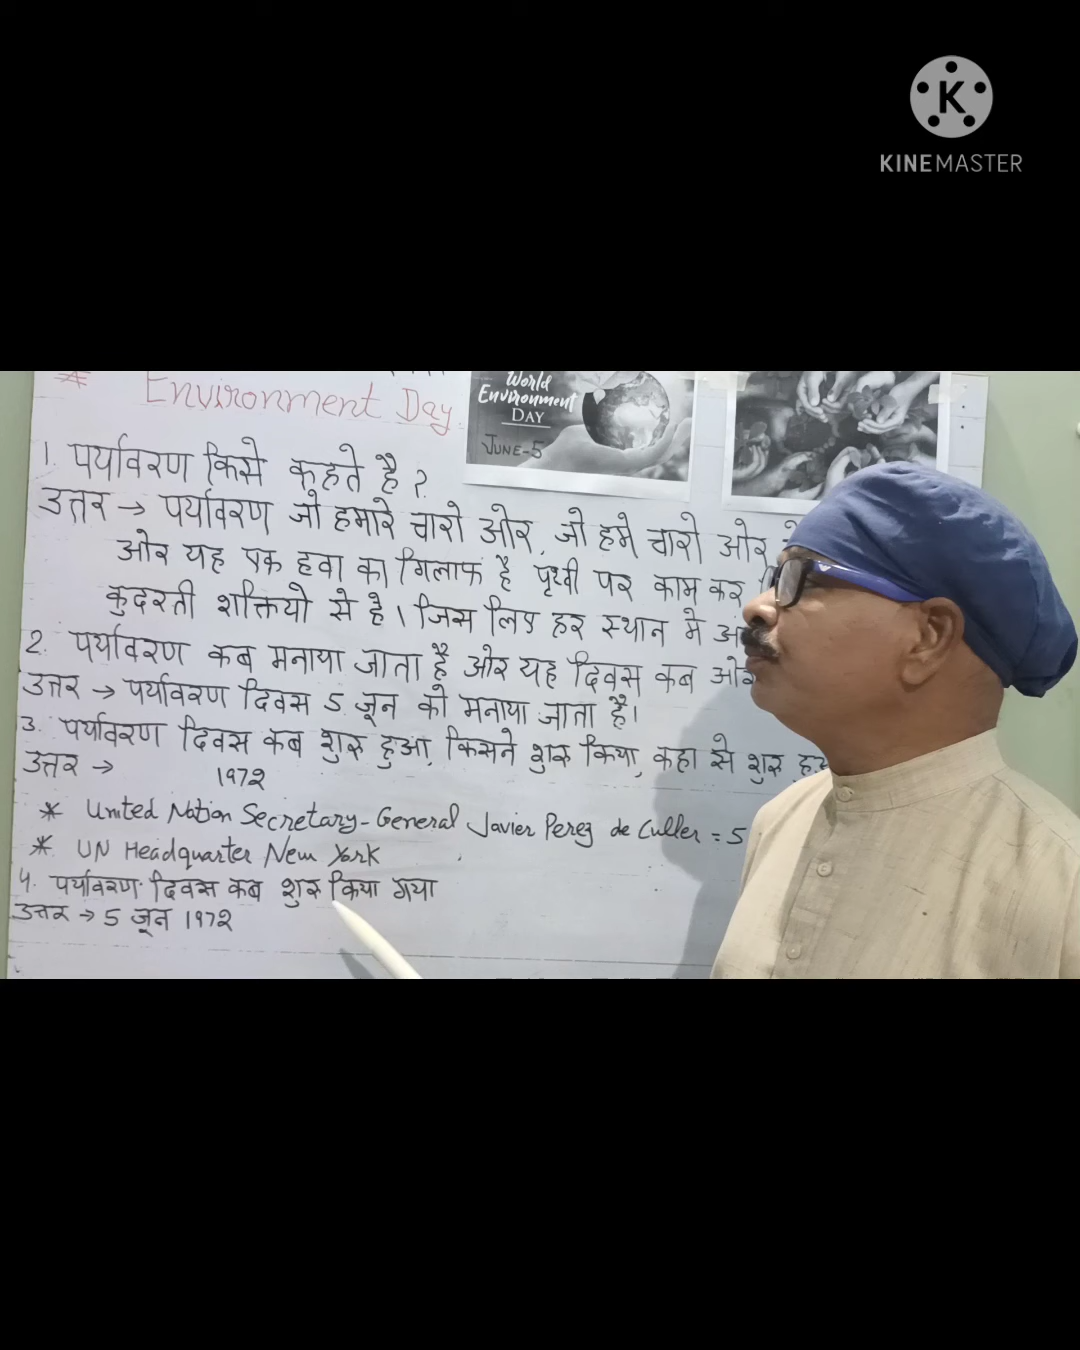 KINEMASTER
Environment Day
World
Environment
DAY
JUNE-5
1 पर्यावरण किसे कहते है ?
उत्तर → पर्यावरण जो हमारे चारो ओर, जो हमे चारो ओर
ओर यह एक हवा का गिलाफ है पृथ्वी पर काम कर
कुदरती शक्तियो से है । जिस लिए हर स्थान मे
2. पर्यावरण कब मनाया जाता है ओर यह दिवस कब ओर
उत्तर → पर्यावरण दिवस 5 जून को मनाया जाता है।
3. पर्यावरण दिवस कब शुरु हुआ, किसने शुरु किया, कहा से शुरु
उत्तर → 1972
* United Nation Secretary-General Javier Perez de Culler = 5
* UN Headquarter New York
4. पर्यावरण दिवस कब शुरु किया गया
उत्तर → 5 जून 1972